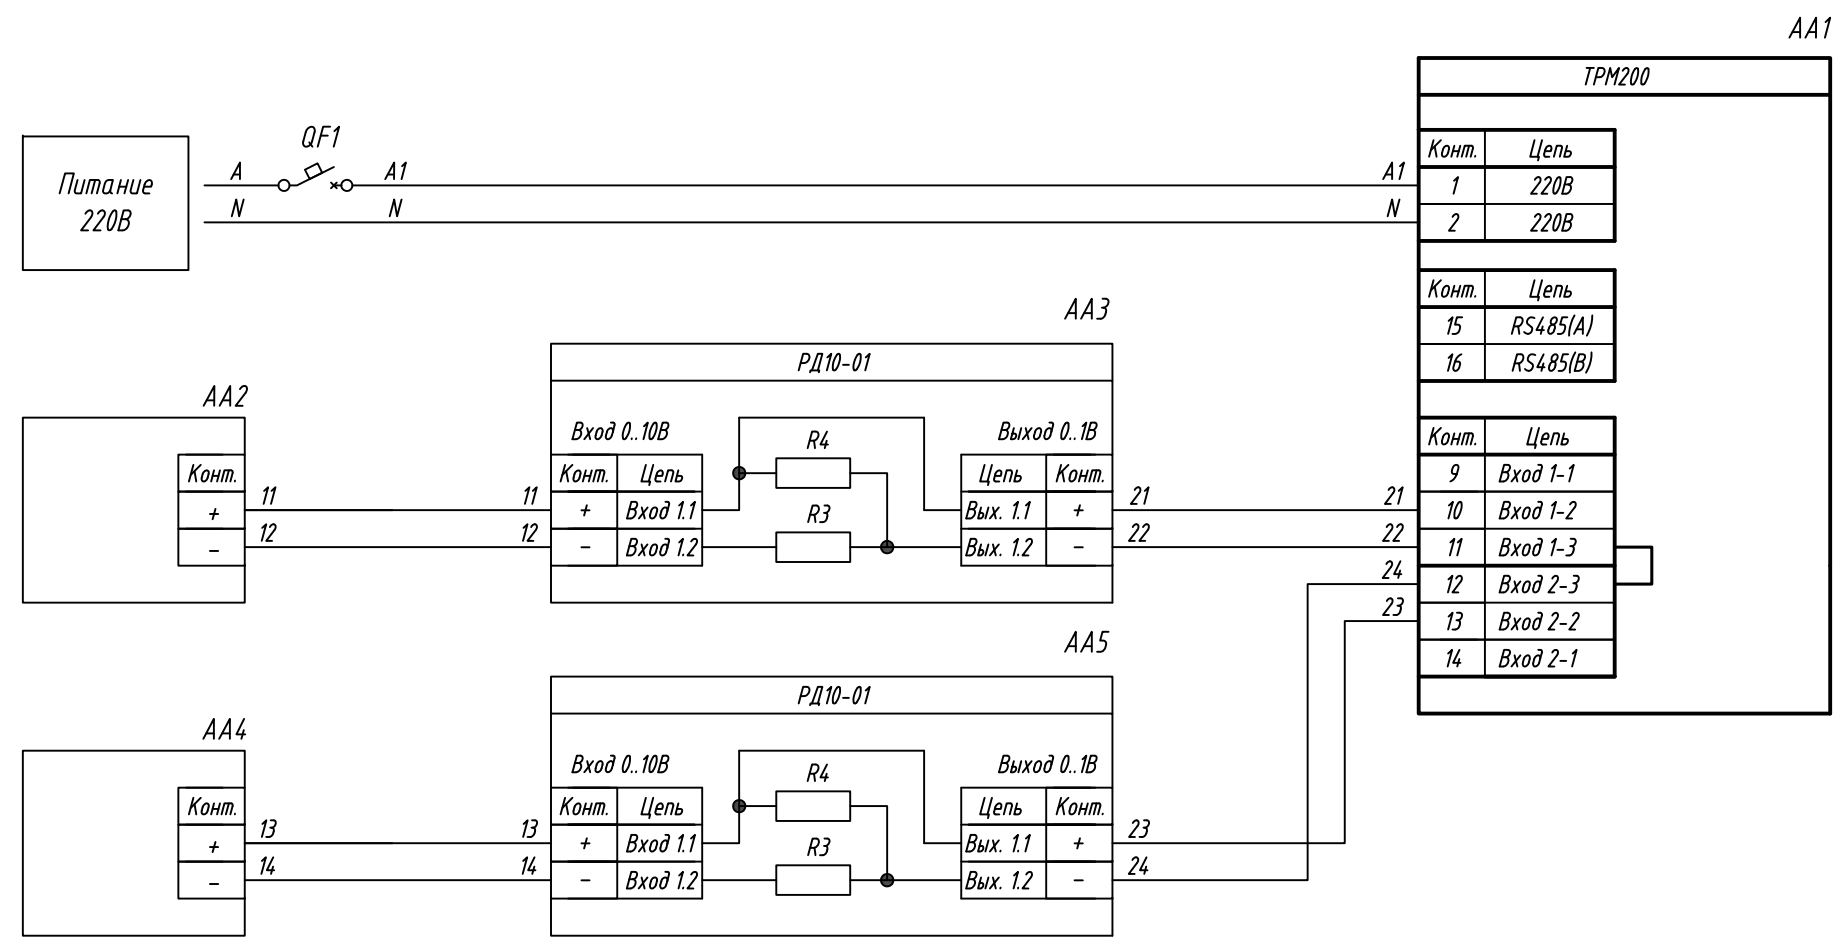 AA1
ТРМ200
Питание
220В
QF1
A
A1
A1
N
N
N
Конт. Цепь
1 220В
2 220В
Конт. Цепь
15 RS485(A)
16 RS485(B)
Конт. Цепь
9 Вход 1-1
10 Вход 1-2
11 Вход 1-3
12 Вход 2-3
13 Вход 2-2
14 Вход 2-1
21
22
24
23
AA2
Конт.
+
-
11
12
11
12
AA3
РД10-01
Вход 0..10В
Конт. Цепь
+ Вход 1.1
- Вход 1.2
R4
R3
Выход 0..1В
Цепь Конт.
Вых. 1.1 +
Вых. 1.2 -
21
22
AA4
Конт.
+
-
13
14
13
14
AA5
РД10-01
Вход 0..10В
Конт. Цепь
+ Вход 1.1
- Вход 1.2
R4
R3
Выход 0..1В
Цепь Конт.
Вых. 1.1 +
Вых. 1.2 -
23
24